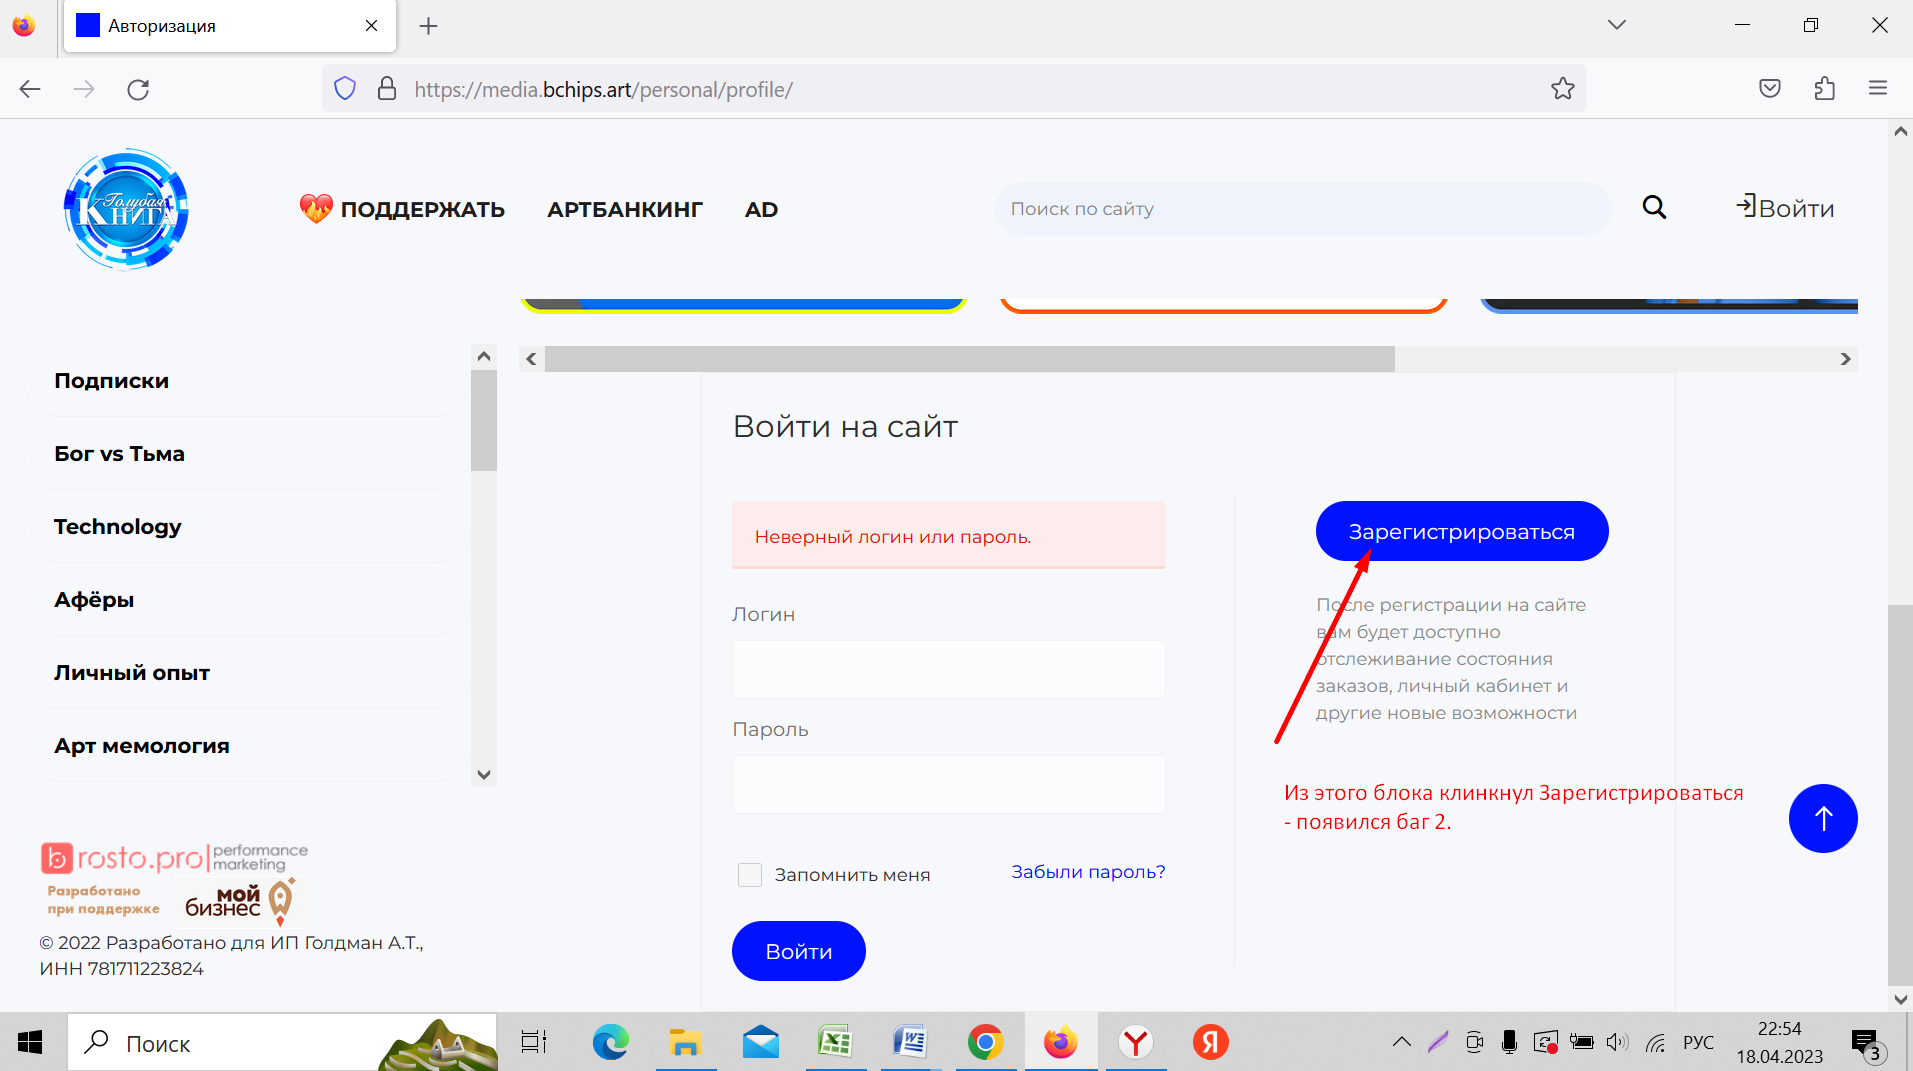 Авторизация
https://media.bchips.art/personal/profile/
Голубая
КНИГА
ПОДДЕРЖАТЬ
АРТБАНКИНГ
AD
Поиск по сайту
Войти
Подписки
Бог vs Тьма
Technology
Афёры
Личный опыт
Арт мемология
b rosto.pro| performance
marketing
Разработано
при поддержке
мой
бизнес
© 2022 Разработано для ИП Голдман А.Т.,
ИНН 781711223824
Войти на сайт
Неверный логин или пароль.
Логин
Пароль
Запомнить меня
Забыли пароль?
Войти
Зарегистрироваться
После регистрации на сайте
вам будет доступно
отслеживание состояния
заказов, личный кабинет и
другие новые возможности
Из этого блока клинкнул Зарегистрироваться
- появился баг 2.
Поиск
РУС
22:54
18.04.2023
3